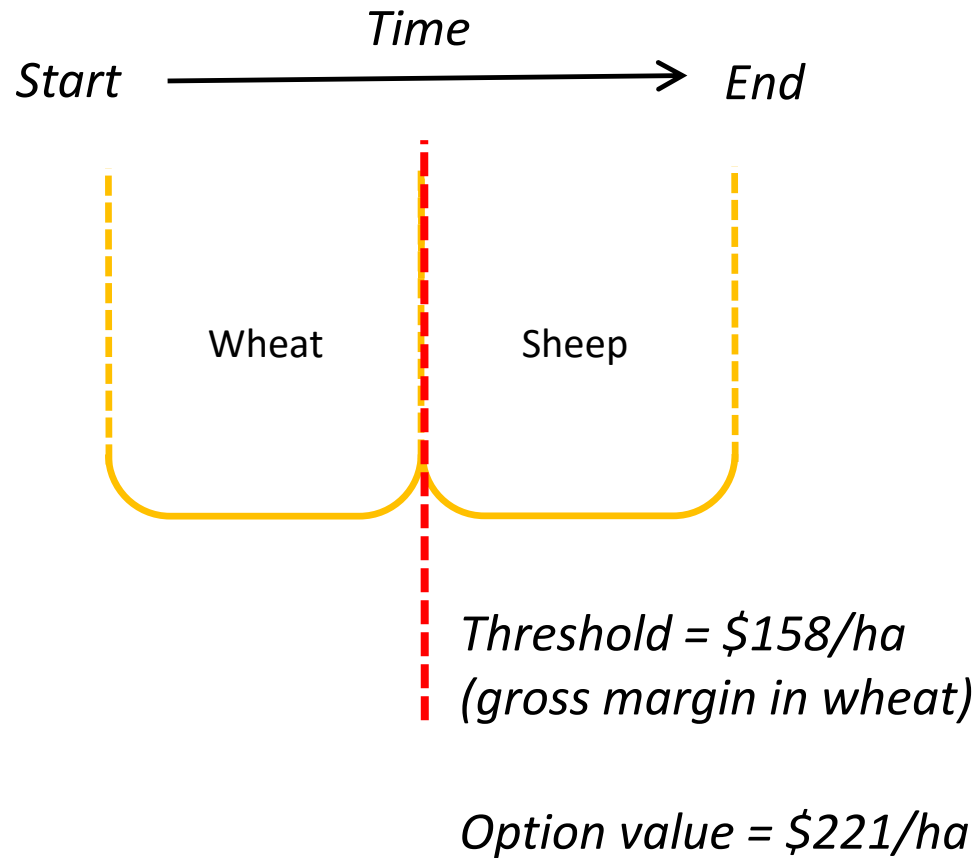 Time
Start
End
Wheat
Sheep
Threshold = $158/ha
(gross margin in wheat)
Option value = $221/ha